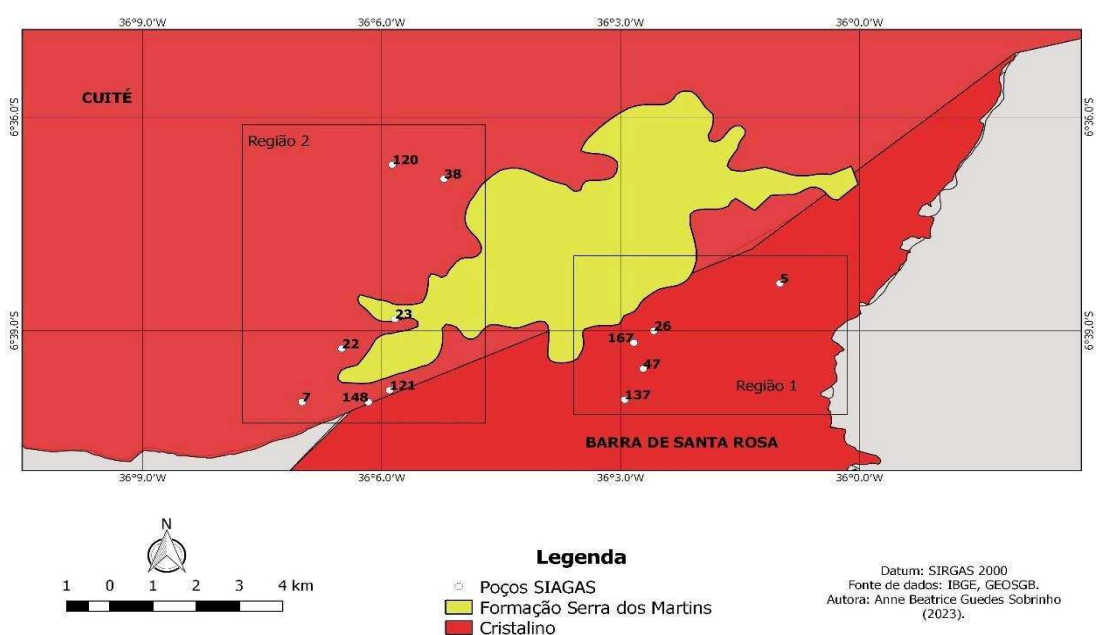 36°9.0'W 36°6.0'W 36°3.0'W 36°0.0'W
CUITÉ
6°36.0'S 6°36.0'S
Região 2
120
38
5
23
26
6°39.0'S 6°39.0'S
167
22
47
Região 1
121
7 148 137
BARRA DE SANTA ROSA
36°9.0'W 36°6.0'W 36°3.0'W 36°0.0'W
N
1 0 1 2 3 4 km
Legenda
Poços SIAGAS
Formação Serra dos Martins
Cristalino
Datum: SIRGAS 2000
Fonte de dados: IBGE, GEOSGB.
Autora: Anne Beatrice Guedes Sobrinho
(2023).